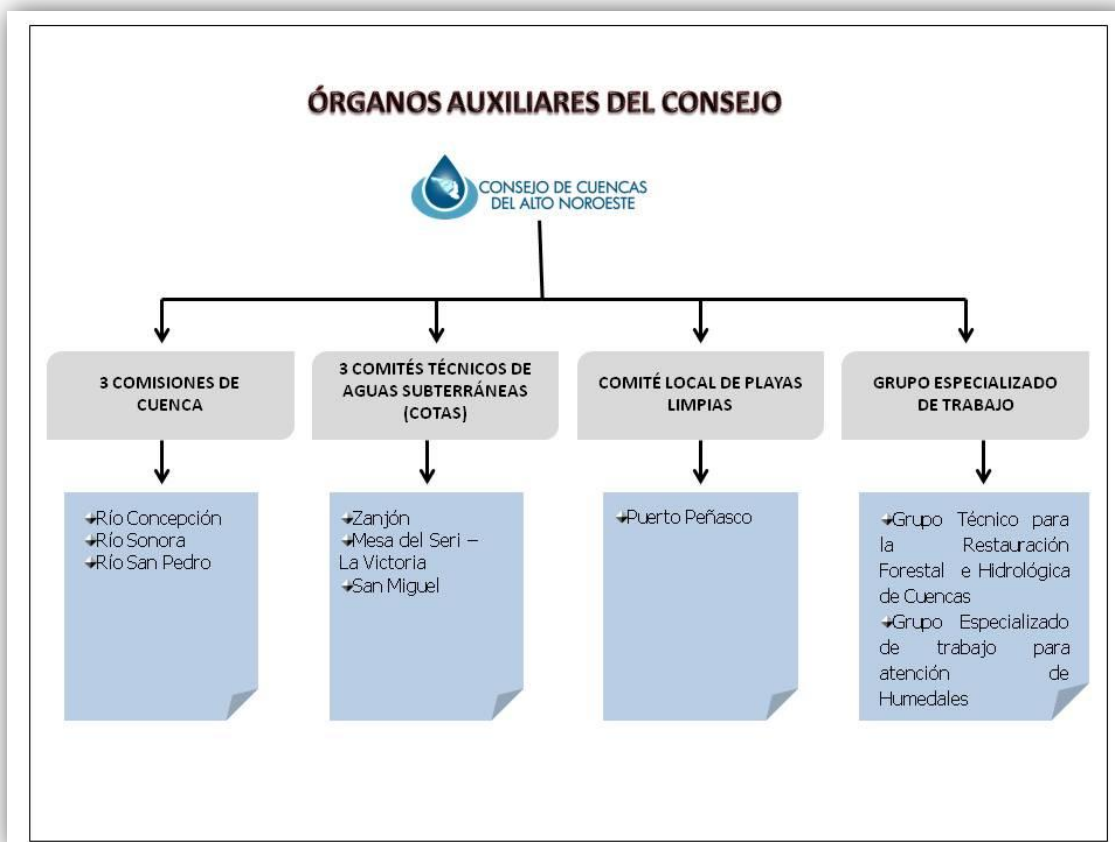 ÓRGANOS AUXILIARES DEL CONSEJO
CONSEJO DE CUENCAS
DEL ALTO NOROESTE
3 COMISIONES DE
CUENCA
Río Concepción
Río Sonora
Río San Pedro
3 COMITÉS TÉCNICOS DE
AGUAS SUBTERRÁNEAS
(COTAS)
Zanjón
Mesa del Seri –
La Victoria
San Miguel
COMITÉ LOCAL DE PLAYAS
LIMPIAS
Puerto Peñasco
GRUPO ESPECIALIZADO
DE TRABAJO
Grupo Técnico para
la Restauración
Forestal e Hidrológica
de Cuencas
Grupo Especializado
de trabajo para
atención de
Humedales